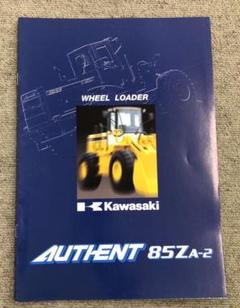 WHEEL LOADER
Kawasaki
AUTHENT 85ZA-2